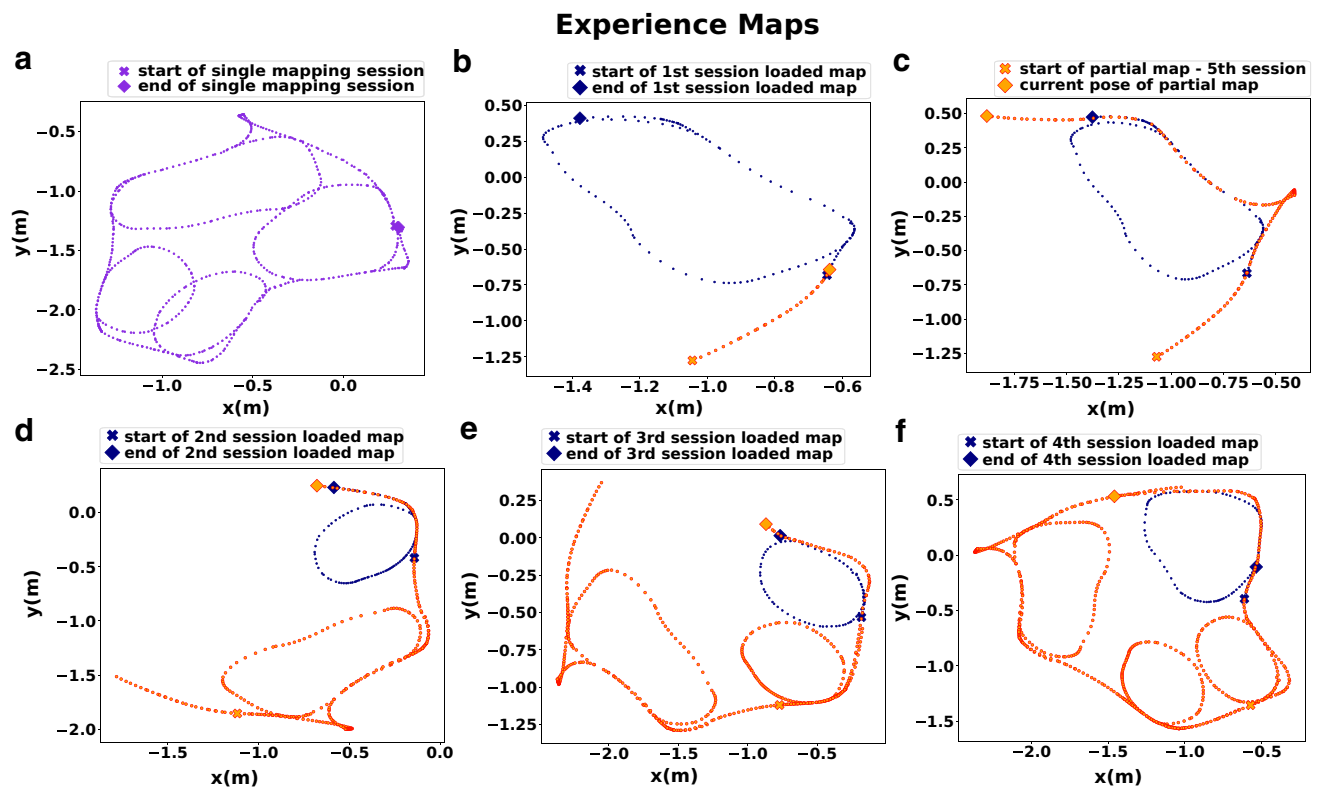 Experience Maps
a
start of single mapping session
end of single mapping session
−0.5
−1.0
−1.5
−2.0
−2.5
y(m)
−1.0
−0.5
0.0
x(m)
b
start of 1st session loaded map
end of 1st session loaded map
0.50
0.25
0.00
−0.25
−0.50
−0.75
−1.00
−1.25
y(m)
−1.4
−1.2
−1.0
−0.8
−0.6
x(m)
c
start of partial map - 5th session
current pose of partial map
0.50
0.25
0.00
−0.25
−0.50
−0.75
−1.00
−1.25
y(m)
−1.75
−1.50
−1.25
−1.00
−0.75
−0.50
x(m)
d
start of 2nd session loaded map
end of 2nd session loaded map
0.0
−0.5
−1.0
−1.5
−2.0
y(m)
−1.5
−1.0
−0.5
0.0
x(m)
e
start of 3rd session loaded map
end of 3rd session loaded map
0.25
0.00
−0.25
−0.50
−0.75
−1.00
−1.25
y(m)
−2.0
−1.5
−1.0
−0.5
x(m)
f
start of 4th session loaded map
end of 4th session loaded map
0.5
0.0
−0.5
−1.0
−1.5
y(m)
−2.0
−1.5
−1.0
−0.5
x(m)